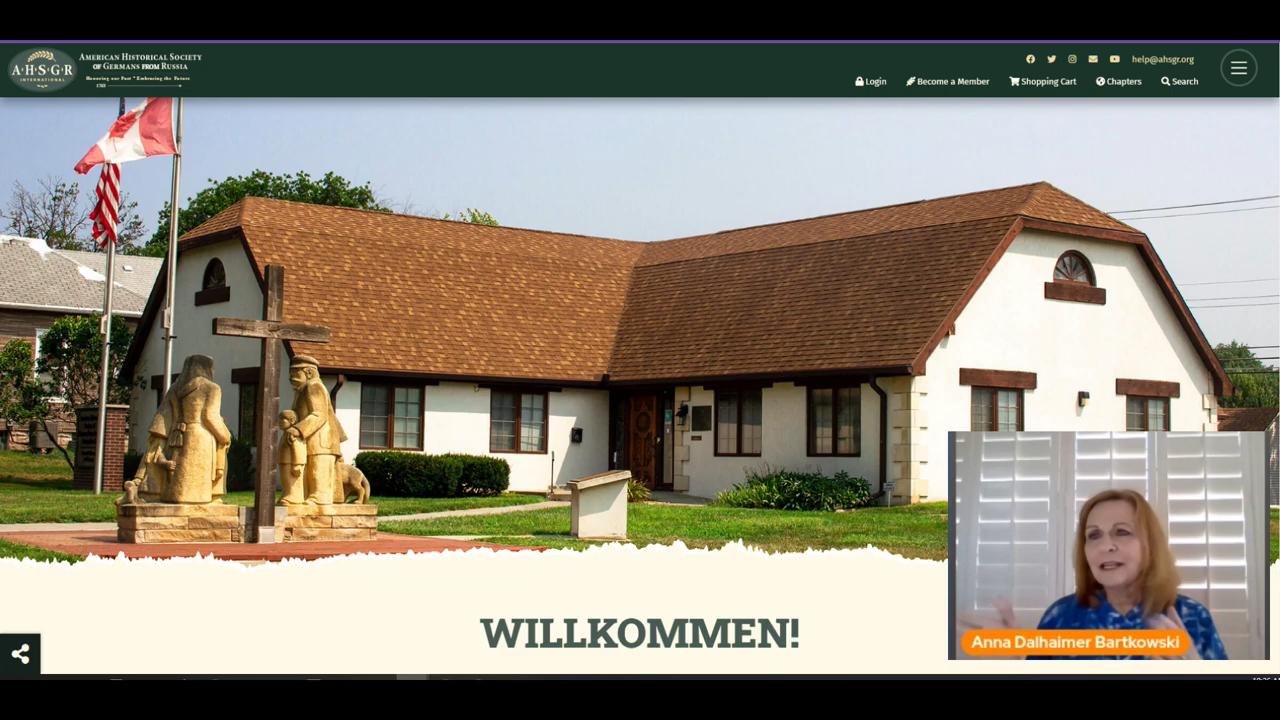 A·H·S·G·R
INTERNATIONAL
AMERICAN HISTORICAL SOCIETY
OF GERMANS FROM RUSSIA
Honoring our Past * Embracing the Future
1763
help@ahsgr.org
Login
Become a Member
Shopping Cart
Chapters
Search
WILLKOMMEN!
Anna Dalhaimer Bartkowski